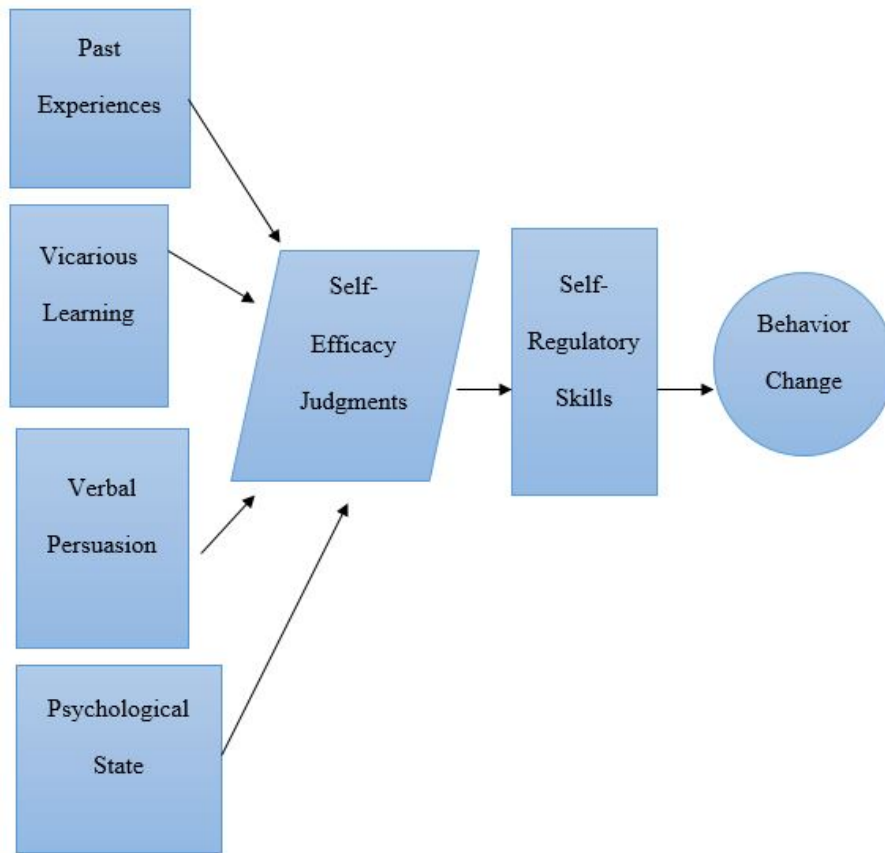 Past
Experiences
Vicarious
Learning
Verbal
Persuasion
Psychological
State
Self-
Efficacy
Judgments
Self-
Regulatory
Skills
Behavior
Change